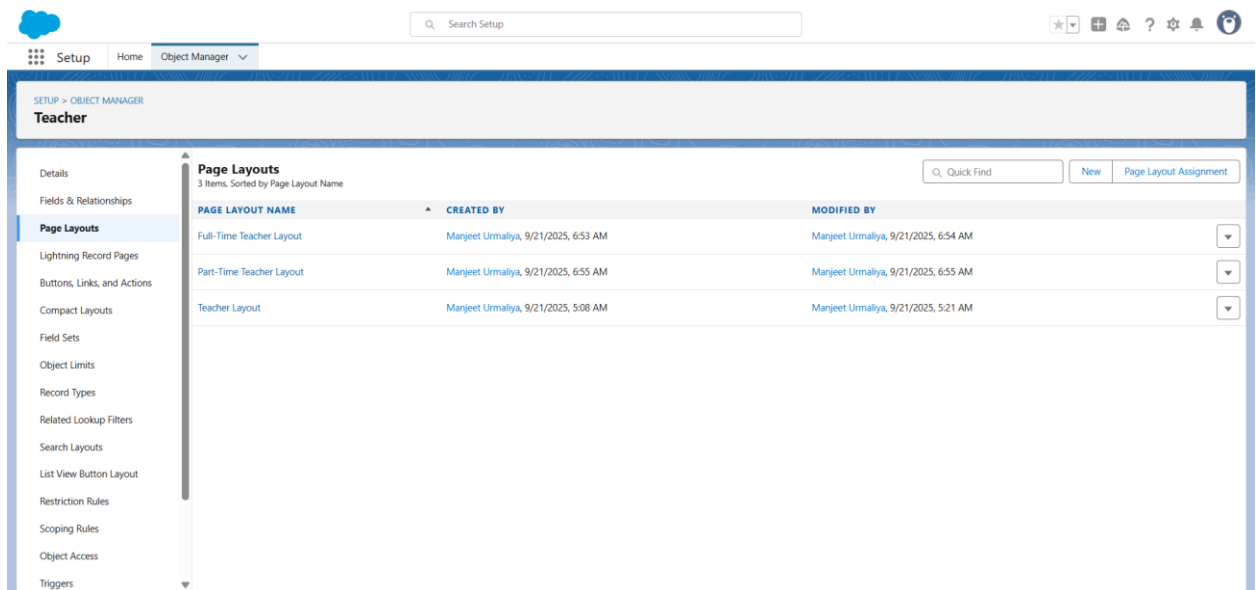 Search Setup
Setup
Home
Object Manager
SETUP > OBJECT MANAGER
Teacher
Details
Fields & Relationships
Page Layouts
Lightning Record Pages
Buttons, Links, and Actions
Compact Layouts
Field Sets
Object Limits
Record Types
Related Lookup Filters
Search Layouts
List View Button Layout
Restriction Rules
Scoping Rules
Object Access
Triggers
Page Layouts
3 Items, Sorted by Page Layout Name
Quick Find
New
Page Layout Assignment
PAGE LAYOUT NAME CREATED BY MODIFIED BY
Full-Time Teacher Layout Manjeet Urmaliya, 9/21/2025, 6:53 AM Manjeet Urmaliya, 9/21/2025, 6:54 AM
Part-Time Teacher Layout Manjeet Urmaliya, 9/21/2025, 6:55 AM Manjeet Urmaliya, 9/21/2025, 6:55 AM
Teacher Layout Manjeet Urmaliya, 9/21/2025, 5:08 AM Manjeet Urmaliya, 9/21/2025, 5:21 AM